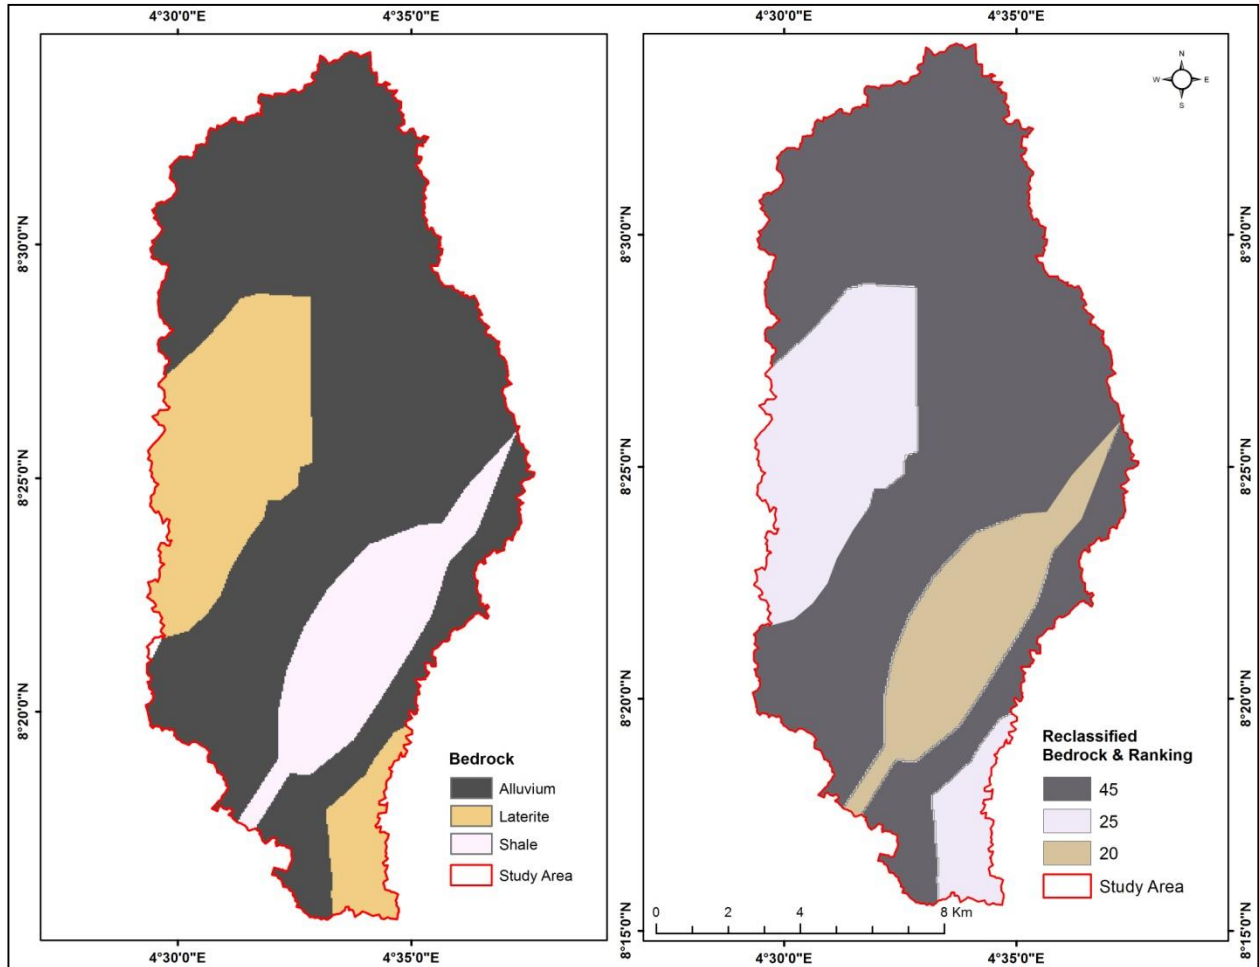 4°30'0"E
4°35'0"E
4°30'0"E
4°35'0"E
N
W
E
S
8°30'0"N
8°25'0"N
8°20'0"N
8°30'0"N
8°25'0"N
8°20'0"N
8°15'0"N
8°30'0"N
8°25'0"N
8°20'0"N
8°15'0"N
Bedrock
Alluvium
Laterite
Shale
Study Area
Reclassified
Bedrock & Ranking
45
25
20
Study Area
0 2 4 8 Km
4°30'0"E
4°35'0"E
4°30'0"E
4°35'0"E